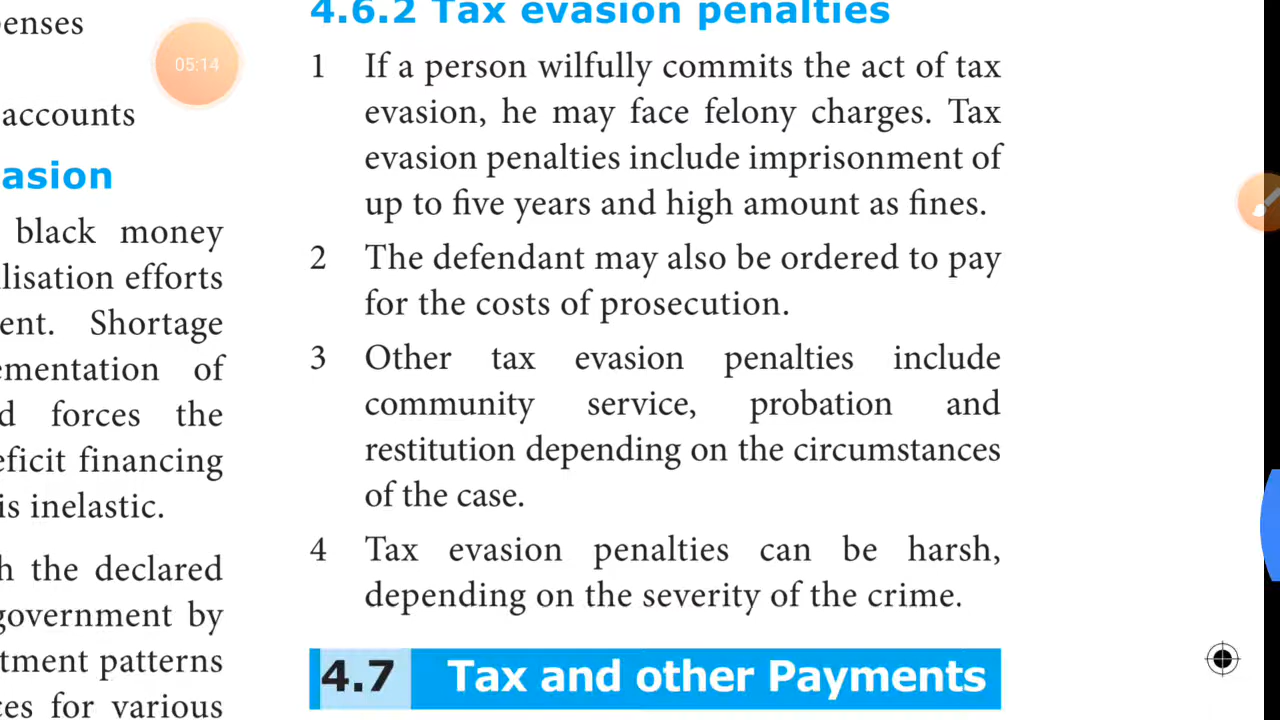 enses
accounts
asion
black money
lisation efforts
ent. Shortage
ementation of
d forces the
eficit financing
is inelastic.
h the declared
government by
tment patterns
ces for various
05:14
4.6.2 Tax evasion penalties
1 If a person wilfully commits the act of tax
evasion, he may face felony charges. Tax
evasion penalties include imprisonment of
up to five years and high amount as fines.
2 The defendant may also be ordered to pay
for the costs of prosecution.
3 Other tax evasion penalties include
community service, probation and
restitution depending on the circumstances
of the case.
4 Tax evasion penalties can be harsh,
depending on the severity of the crime.
4.7 Tax and other Payments